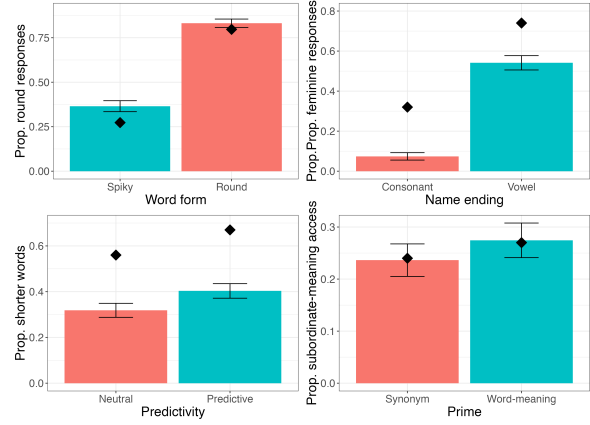 Prop. round responses
0.75
0.50
0.25
0.00
Spiky Round
Word form
Prop.Prop. feminine responses
0.8
0.6
0.4
0.2
0.0
Consonant Vowel
Name ending
Prop. shorter words
0.6
0.4
0.2
0.0
Neutral Predictive
Predictivity
Prop. subordinate-meaning access
0.3
0.2
0.1
0.0
Synonym Word-meaning
Prime